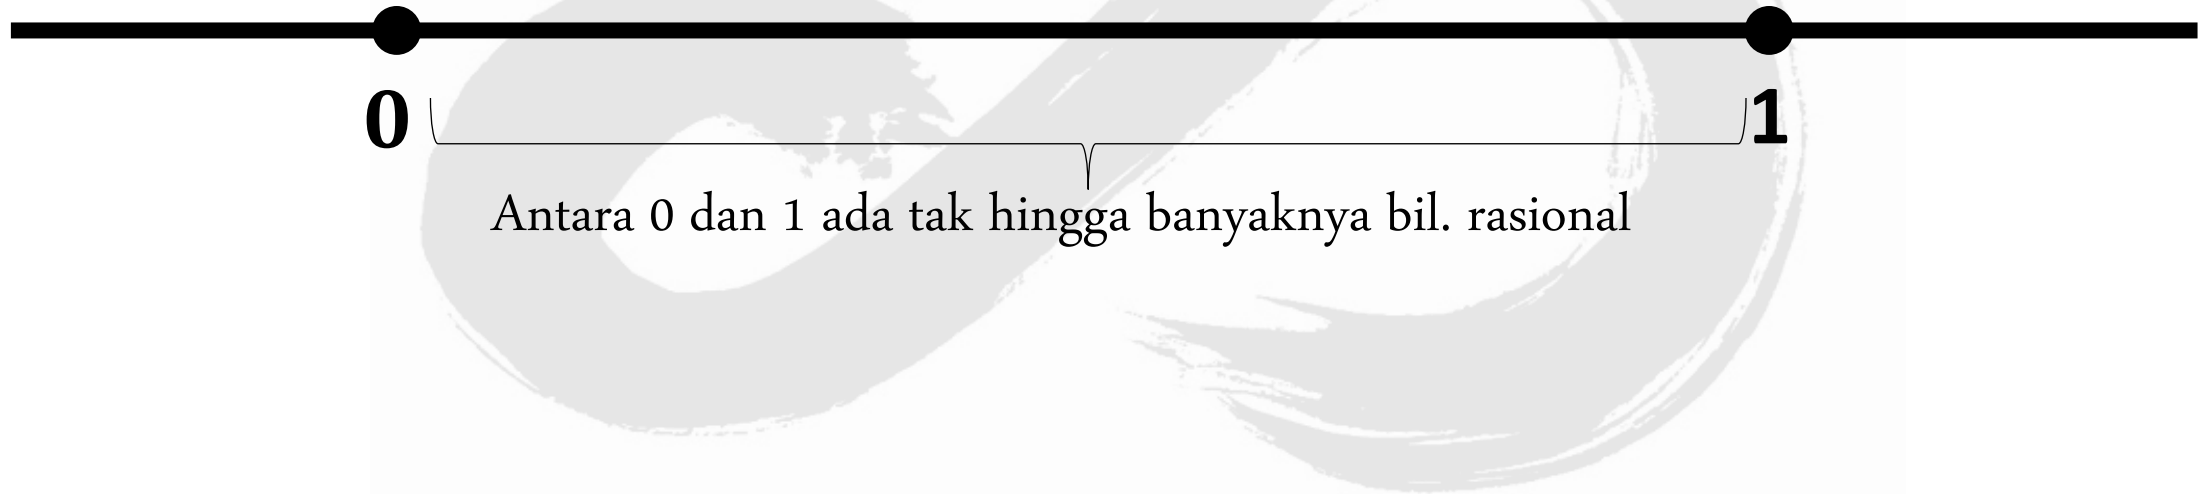 0 1
Antara 0 dan 1 ada tak hingga banyaknya bil. rasional